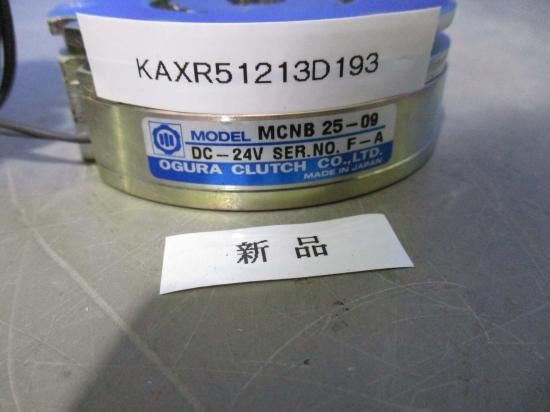 KAXR51213D193
MODEL MCNB 25-09
DC-24V SER.NO. F-A
OGURA CLUTCH CO.,LTD.
MADE IN JAPAN
新品